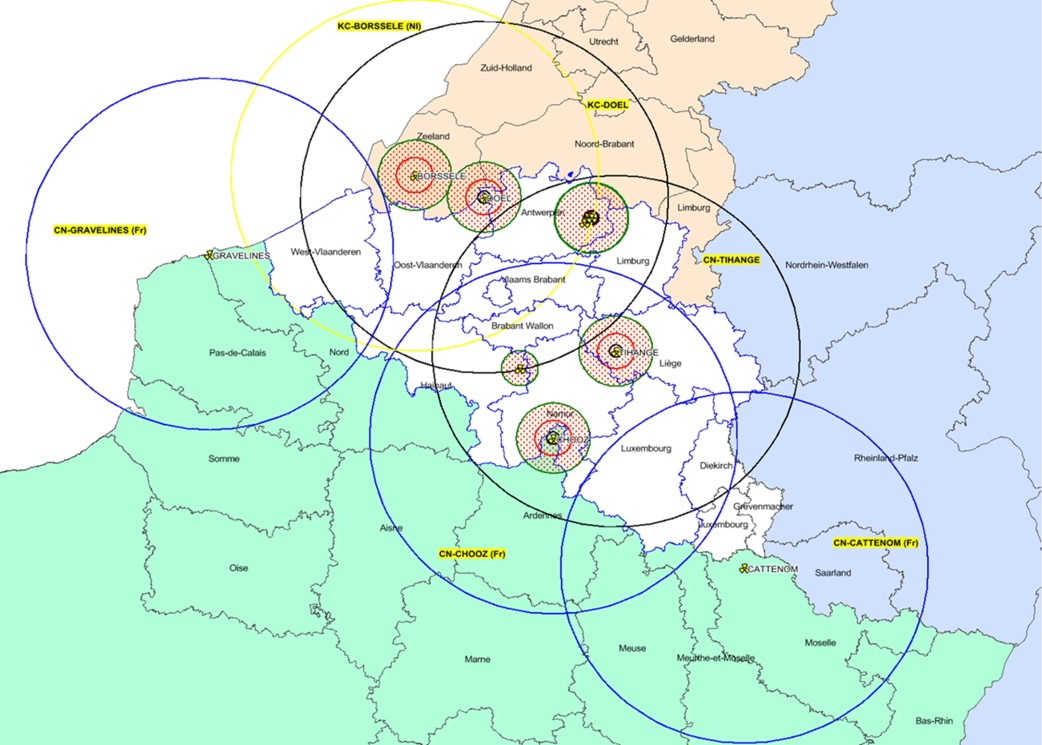 KC-BORSSELE (Nl)
Utrecht
Gelderland
Zuid-Holland
KC-DOEL
Zeeland
Noord-Brabant
BORSSELE
DOEL
Antwerpen
Limburg
CN-GRAVELINES (Fr)
GRAVELINES
West-Vlaanderen
Oost-Vlaanderen
Limburg
CN-TIHANGE
Nordrhein-Westfalen
Vlaams Brabant
Brabant Wallon
Pas-de-Calais
Nord
TIHANGE
Liège
Hainaut
Namur
CHOOZ
Luxembourg
Somme
Diekirch
Rheinland-Pfalz
Grevenmacher
Ardennes
Luxembourg
Aisne
CN-CHOOZ (Fr)
CN-CATTENOM (Fr)
Oise
CATTENOM
Saarland
Marne
Meuse
Meurthe-et-Moselle
Moselle
Bas-Rhin